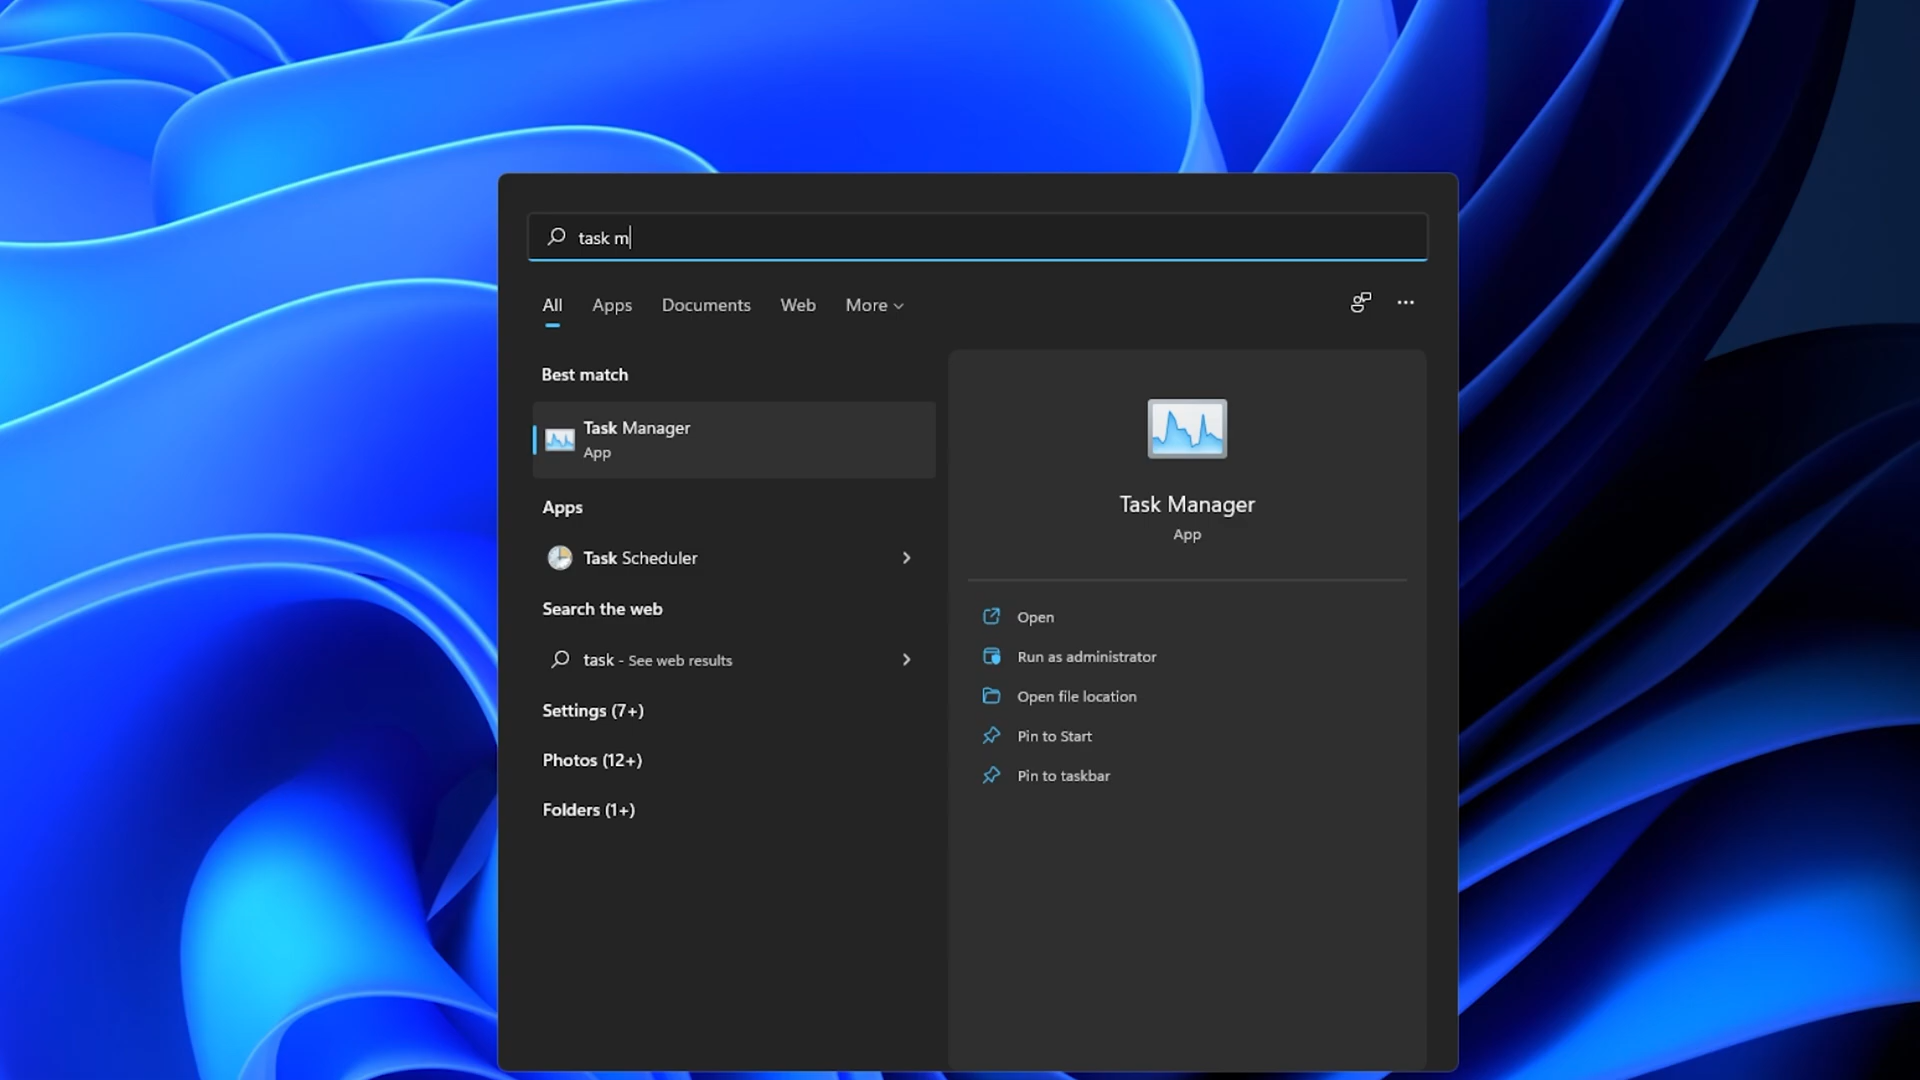 task m
All Apps Documents Web More
Best match
Task Manager
App
Apps
Task Scheduler
Search the web
task - See web results
Settings (7+)
Photos (12+)
Folders (1+)
Task Manager
App
Open
Run as administrator
Open file location
Pin to Start
Pin to taskbar